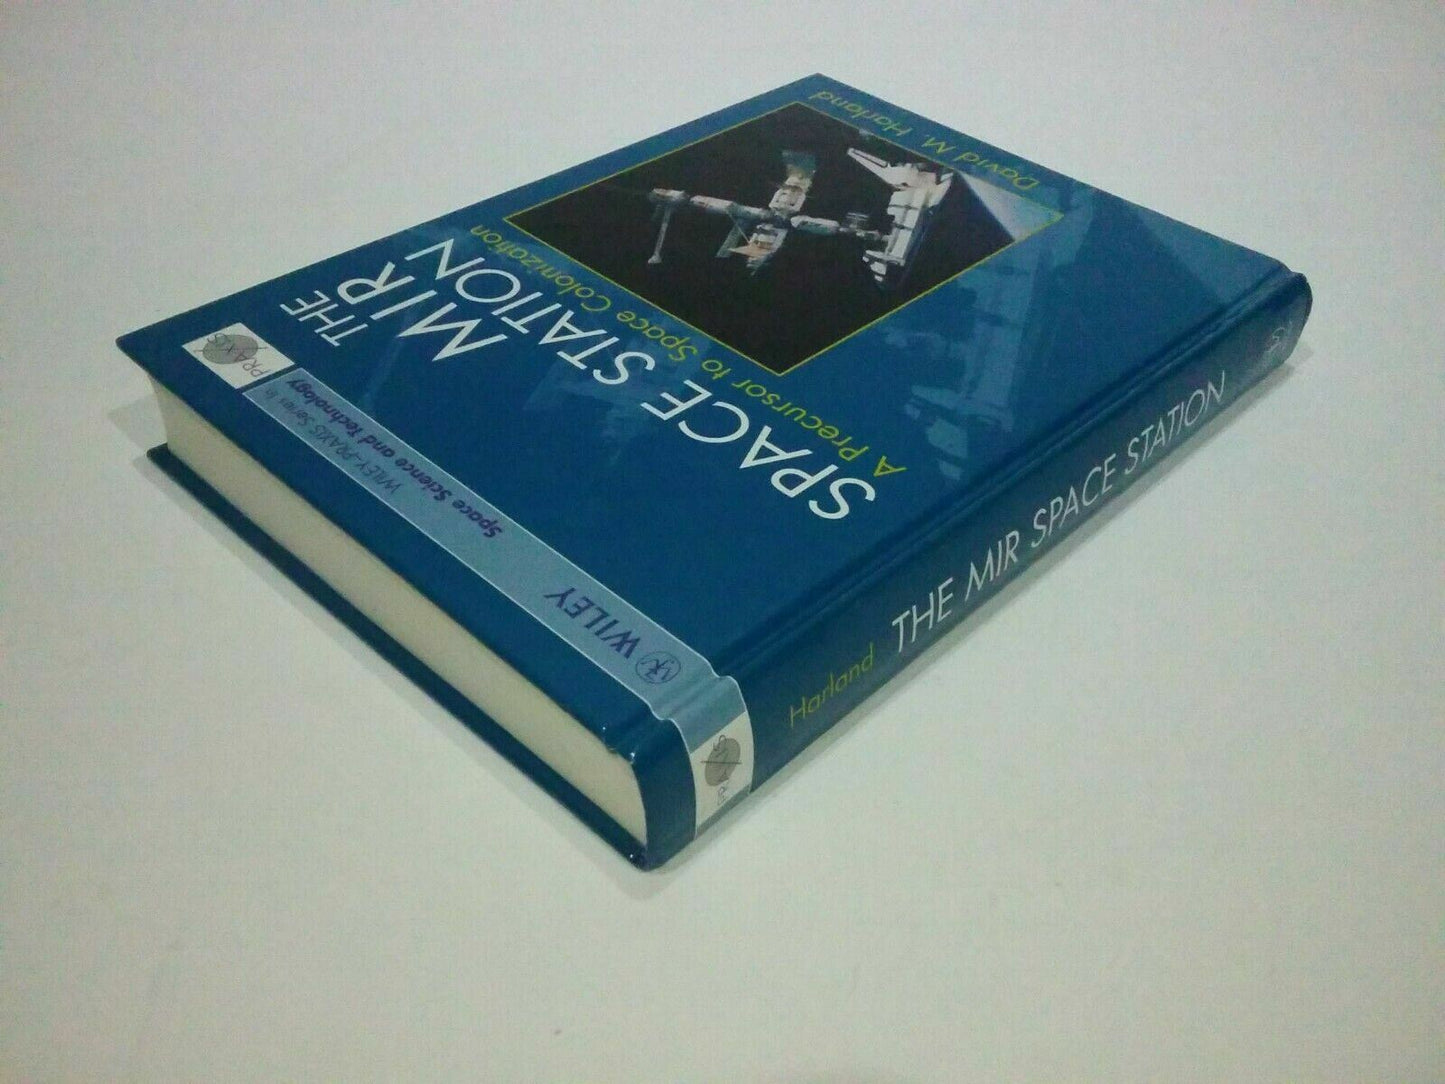 PRAXIS
WILEY-PRAXIS Series in
Space Science and Technology
WILEY
THE
MIR
SPACE STATION
A Precursor to Space Colonization
David M. Harland
Harland
THE MIR SPACE STATION
PRAXIS